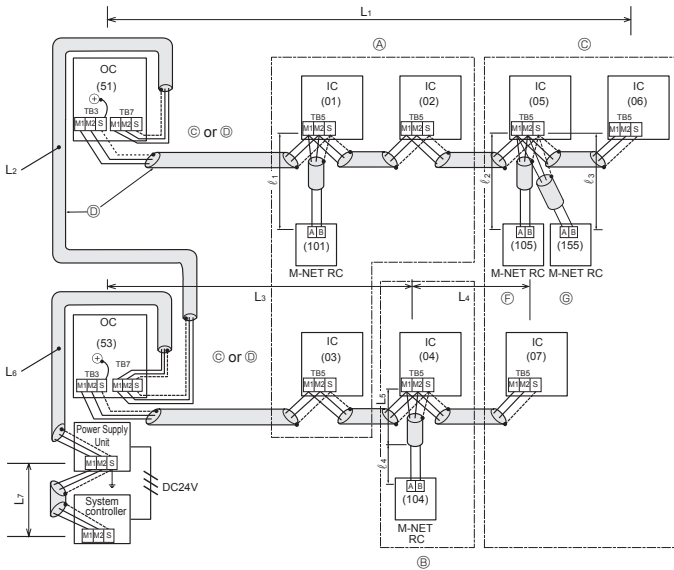 L1
Ⓐ
Ⓒ
OC
(51)
TB3
TB7
M1 M2 S
M1 M2 S
Ⓒ or Ⓓ
IC
(01)
TB5
M1 M2 S
IC
(02)
TB5
M1 M2 S
IC
(05)
TB5
M1 M2 S
IC
(06)
TB5
M1 M2 S
L2
Ⓓ
ℓ1
ℓ2
ℓ3
A B
(101)
M-NET RC
A B
(105)
M-NET RC
A B
(155)
M-NET RC
L3
L4
Ⓕ
Ⓖ
OC
(53)
TB3
TB7
M1 M2 S
M1 M2 S
Ⓒ or Ⓓ
IC
(03)
TB5
M1 M2 S
IC
(04)
TB5
M1 M2 S
IC
(07)
TB5
M1 M2 S
L6
L5
ℓ4
Power Supply
Unit
M1 M2 S
DC24V
L7
System
controller
M1 M2 S
A B
(104)
M-NET
RC
Ⓑ